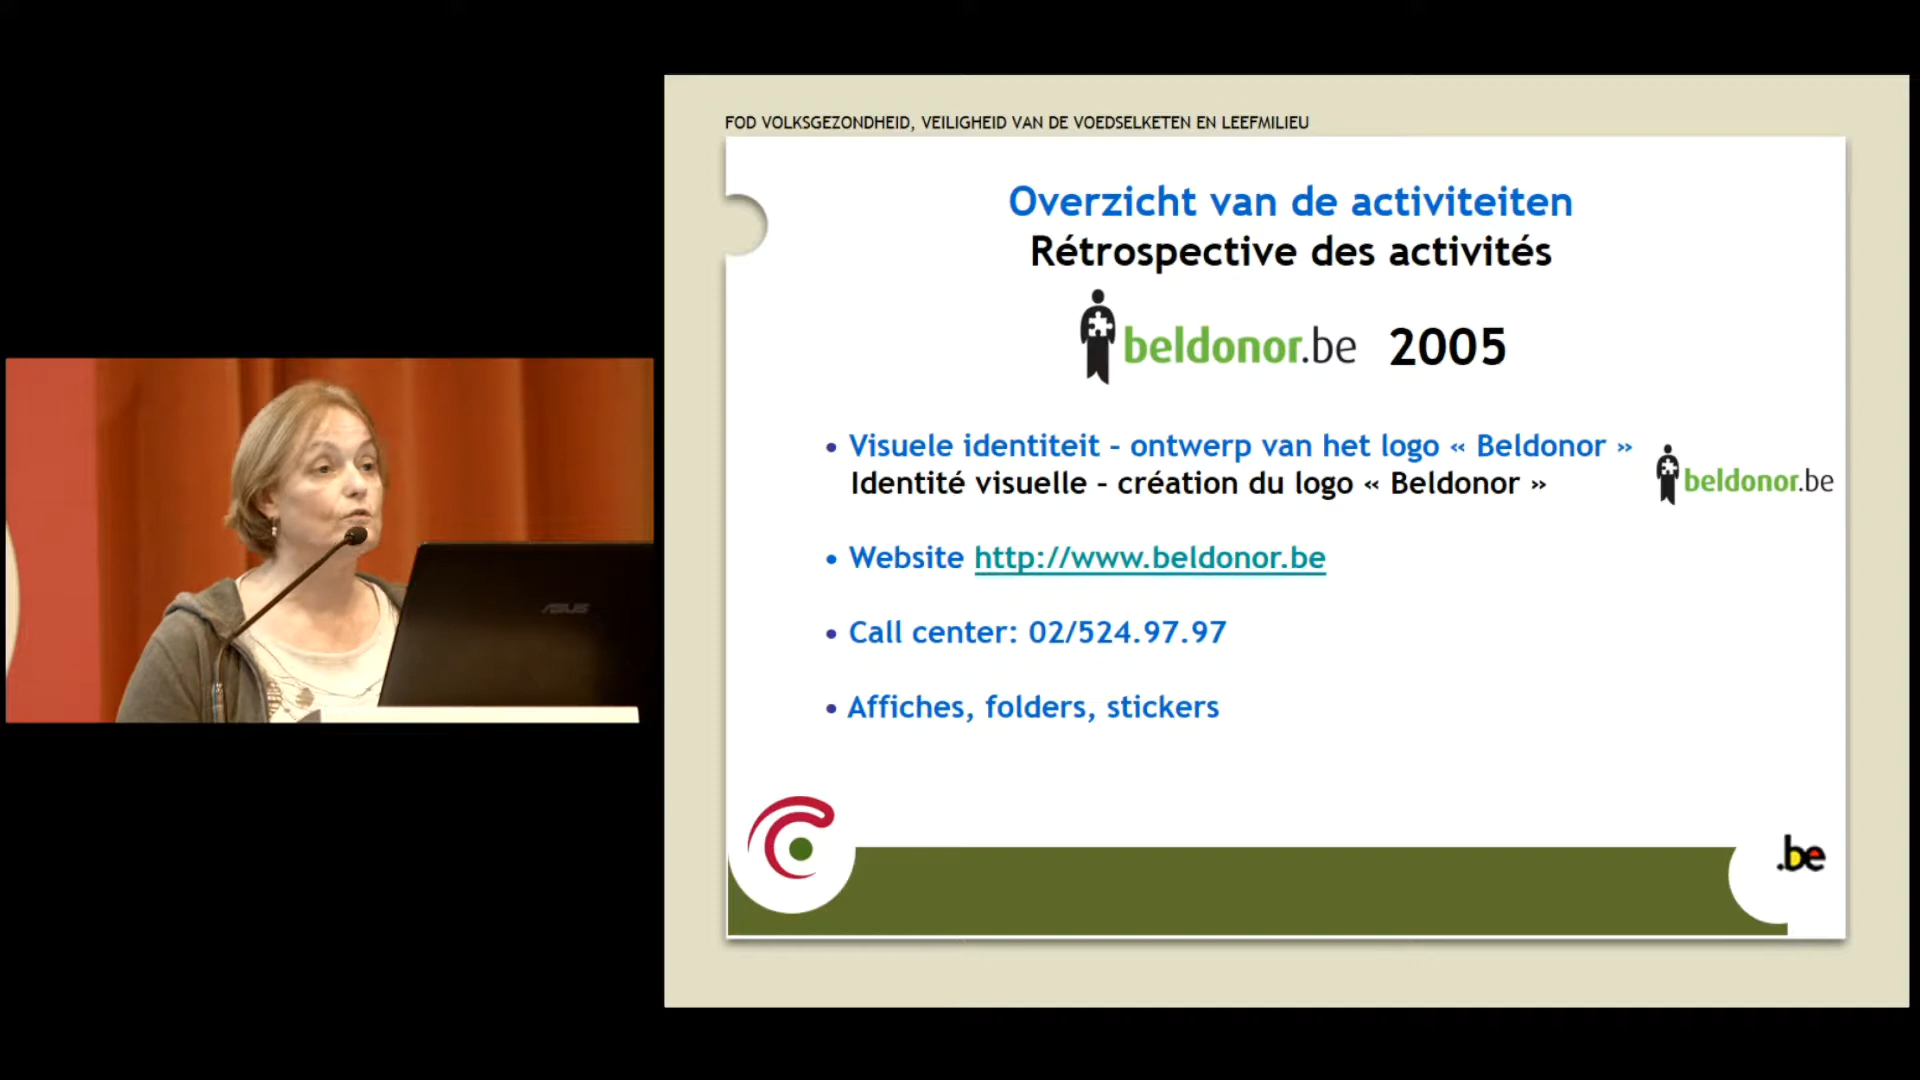 FOD VOLKSGEZONDHEID, VEILIGHEID VAN DE VOEDSELKETEN EN LEEFMILIEU
Overzicht van de activiteiten
Rétrospective des activités
beldonor.be 2005
• Visuele identiteit – ontwerp van het logo « Beldonor »
Identité visuelle – création du logo « Beldonor »
beldonor.be
• Website http://www.beldonor.be
• Call center: 02/524.97.97
• Affiches, folders, stickers
ASUS
.be